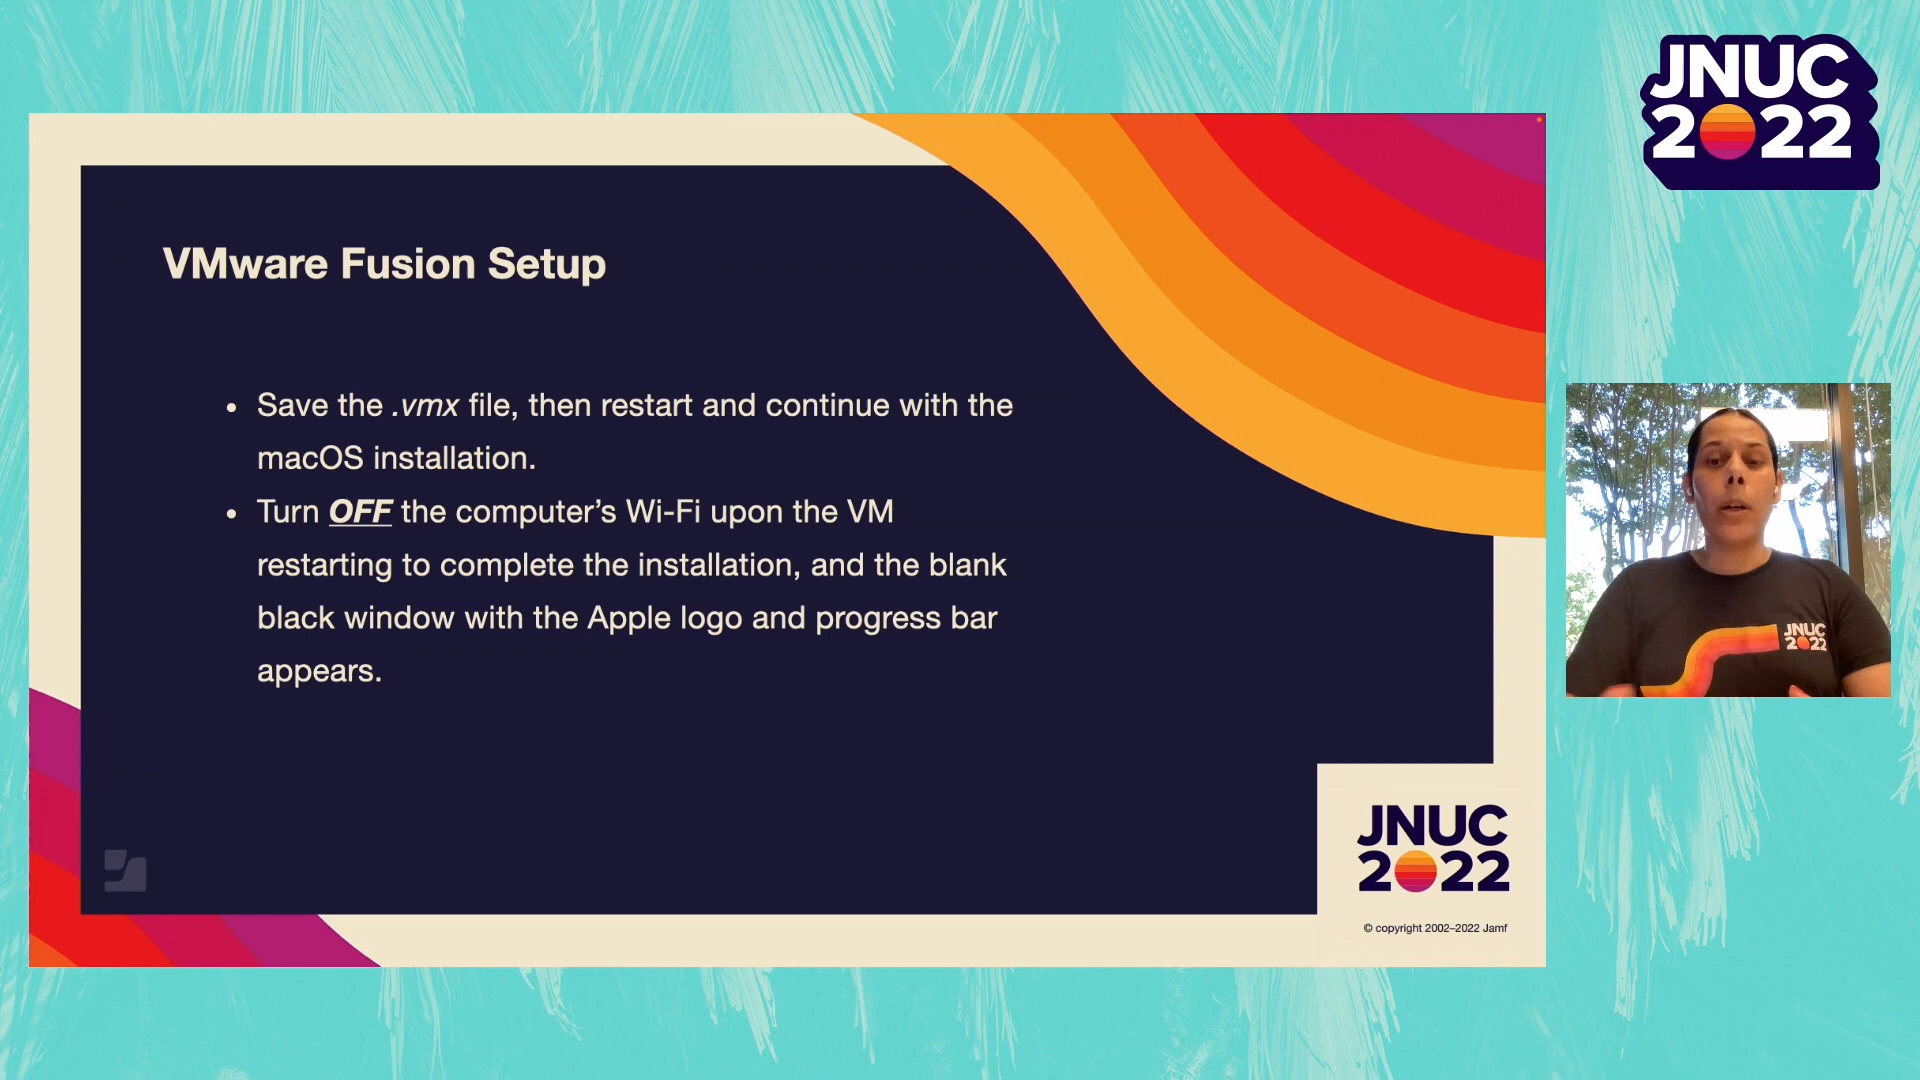 JNUC
2022
VMware Fusion Setup
• Save the .vmx file, then restart and continue with the
macOS installation.
• Turn OFF the computer’s Wi-Fi upon the VM
restarting to complete the installation, and the blank
black window with the Apple logo and progress bar
appears.
JNUC
2022
JNUC
2022
© copyright 2002–2022 Jamf